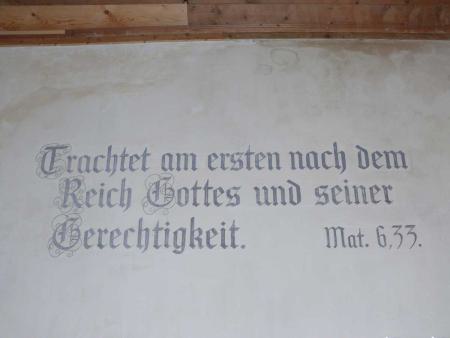 Trachtet am ersten nach dem
Reich Gottes und seiner
Gerechtigkeit. Mat. 6,33.